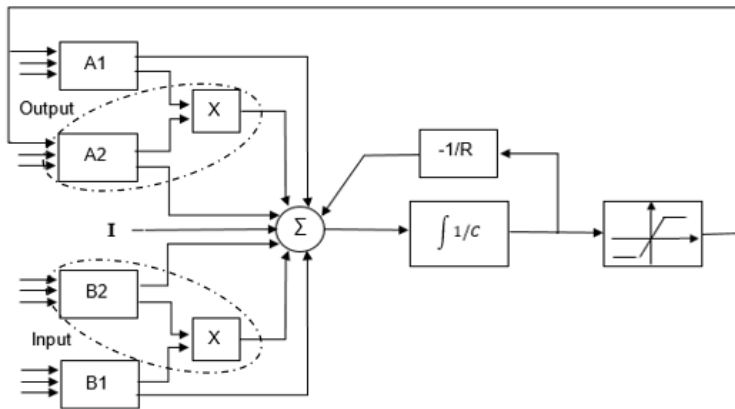 A1
Output
X
A2
-1/R
I
Σ
∫ 1/C
B2
Input
X
B1